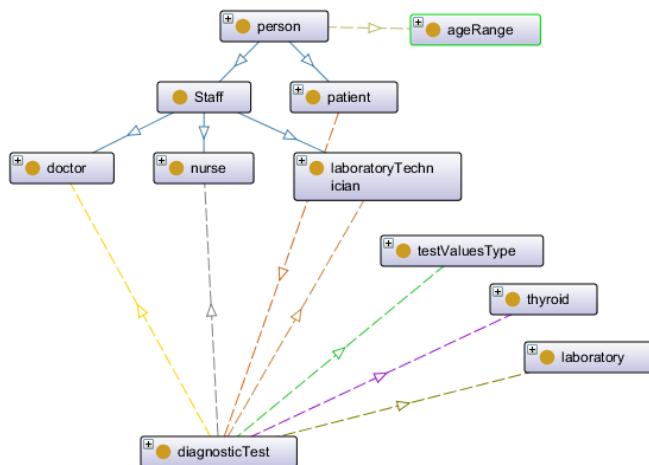 person
ageRange
Staff
patient
doctor
nurse
laboratoryTechn
ician
testValuesType
thyroid
laboratory
diagnosticTest